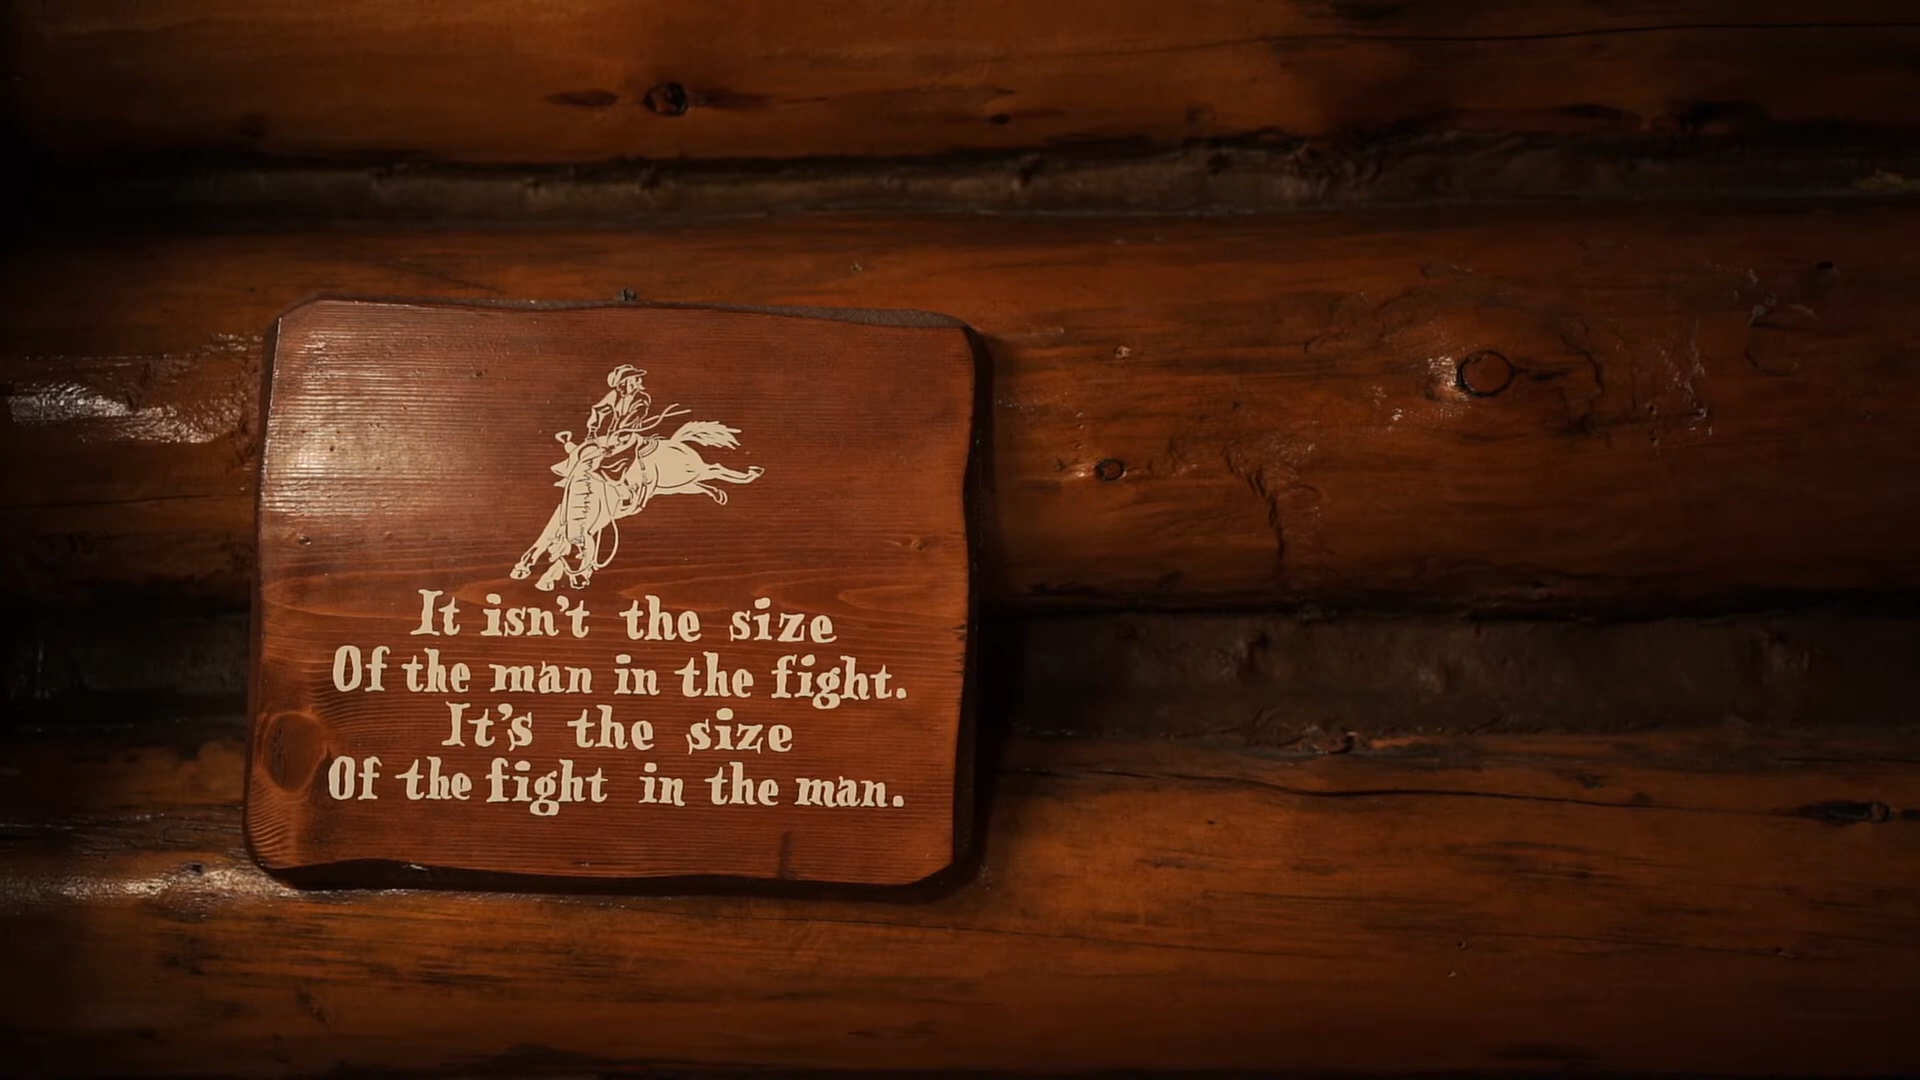 It isn't the size
Of the man in the fight.
It's the size
Of the fight in the man.